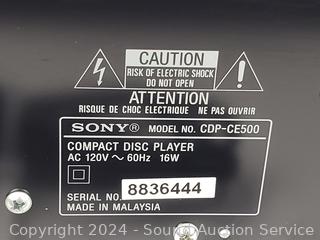 CAUTION
RISK OF ELECTRIC SHOCK
DO NOT OPEN
ATTENTION
RISQUE DE CHOC ELECTRIQUE NE PAS OUVRIR
SONY® MODEL NO. CDP-CE500
COMPACT DISC PLAYER
AC 120V ~ 60Hz 16W
SERIAL NO. 8836444
MADE IN MALAYSIA
Copyright © 2024 - Sound Auction Service